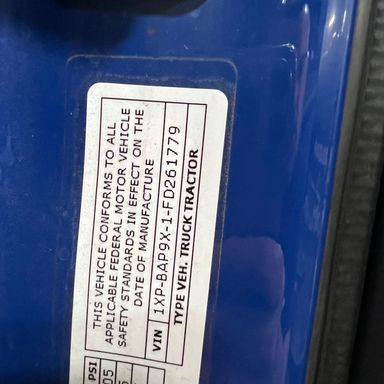 THIS VEHICLE CONFORMS TO ALL
APPLICABLE FEDERAL MOTOR VEHICLE
SAFETY STANDARDS IN EFFECT ON THE
DATE OF MANUFACTURE
VIN 1XP-BAP9X-1-FD261779
TYPE VEH. TRUCK TRACTOR
PSI
05